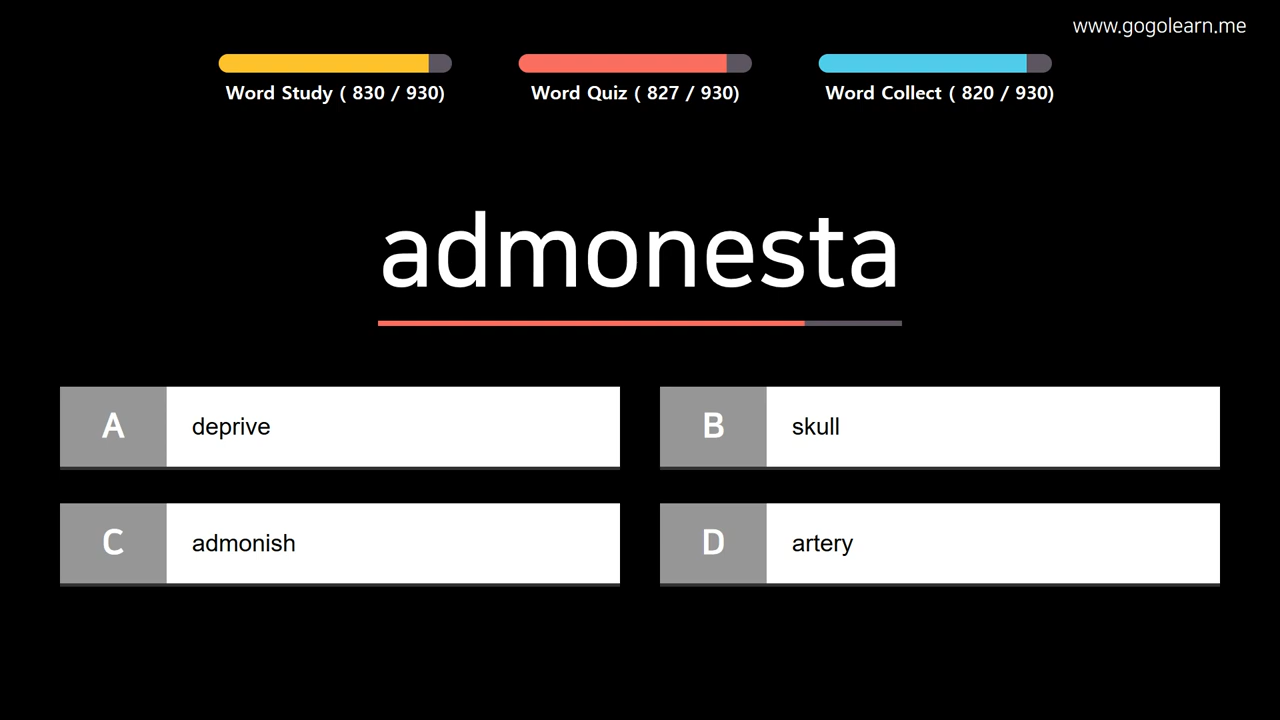 www.gogolearn.me
Word Study ( 830 / 930)
Word Quiz ( 827 / 930)
Word Collect ( 820 / 930)
admonesta
A deprive
B skull
C admonish
D artery